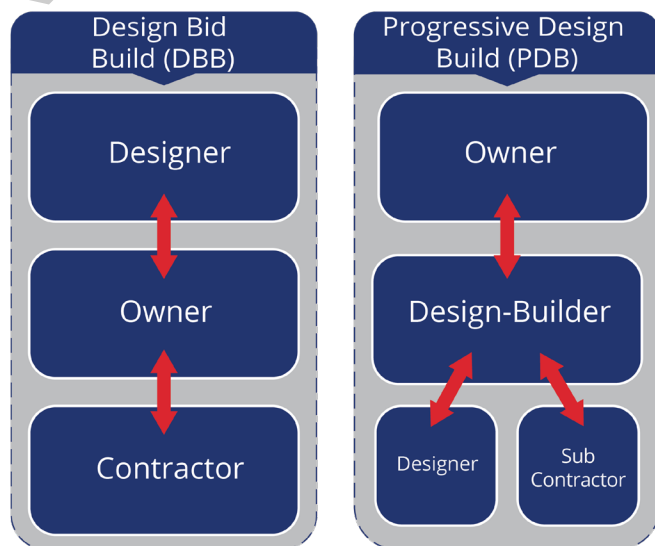 Design Bid
Build (DBB)
Designer
Owner
Contractor
Progressive Design
Build (PDB)
Owner
Design-Builder
Designer
Sub
Contractor